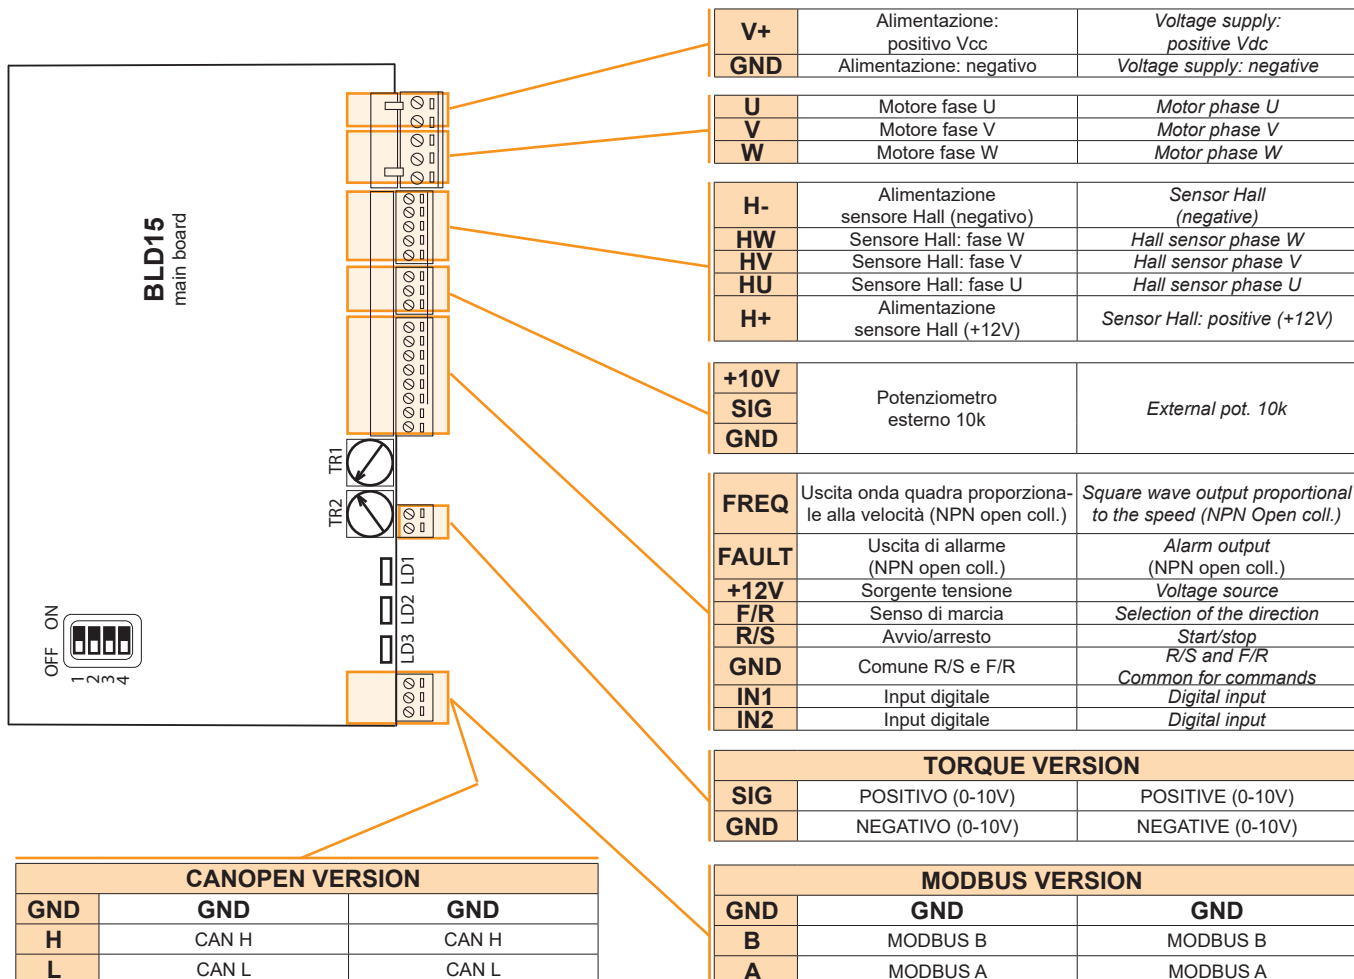 V+ Alimentazione: Voltage supply:
positivo Vcc positive Vdc
GND Alimentazione: negativo Voltage supply: negative
U Motore fase U Motor phase U
V Motore fase V Motor phase V
W Motore fase W Motor phase W
H- Alimentazione Sensor Hall
sensore Hall (negativo) (negative)
HW Sensore Hall: fase W Hall sensor phase W
HV Sensore Hall: fase V Hall sensor phase V
HU Sensore Hall: fase U Hall sensor phase U
H+ Alimentazione Sensor Hall: positive (+12V)
sensore Hall (+12V)
+10V
SIG Potenziometro External pot. 10k
esterno 10k
GND
FREQ Uscita onda quadra proporziona- Square wave output proportional
le alla velocità (NPN open coll.) to the speed (NPN Open coll.)
FAULT Uscita di allarme Alarm output
(NPN open coll.) (NPN open coll.)
+12V Sorgente tensione Voltage source
F/R Senso di marcia Selection of the direction
R/S Avvio/arresto Start/stop
GND Comune R/S e F/R R/S and F/R
Common for commands
IN1 Input digitale Digital input
IN2 Input digitale Digital input
TORQUE VERSION
SIG POSITIVO (0-10V) POSITIVE (0-10V)
GND NEGATIVO (0-10V) NEGATIVE (0-10V)
MODBUS VERSION
GND GND GND
B MODBUS B MODBUS B
A MODBUS A MODBUS A
CANOPEN VERSION
GND GND GND
H CAN H CAN H
L CAN L CAN L
BLD15
main board
TR1
TR2
LD1
LD2
LD3
OFF ON
1
2
3
4